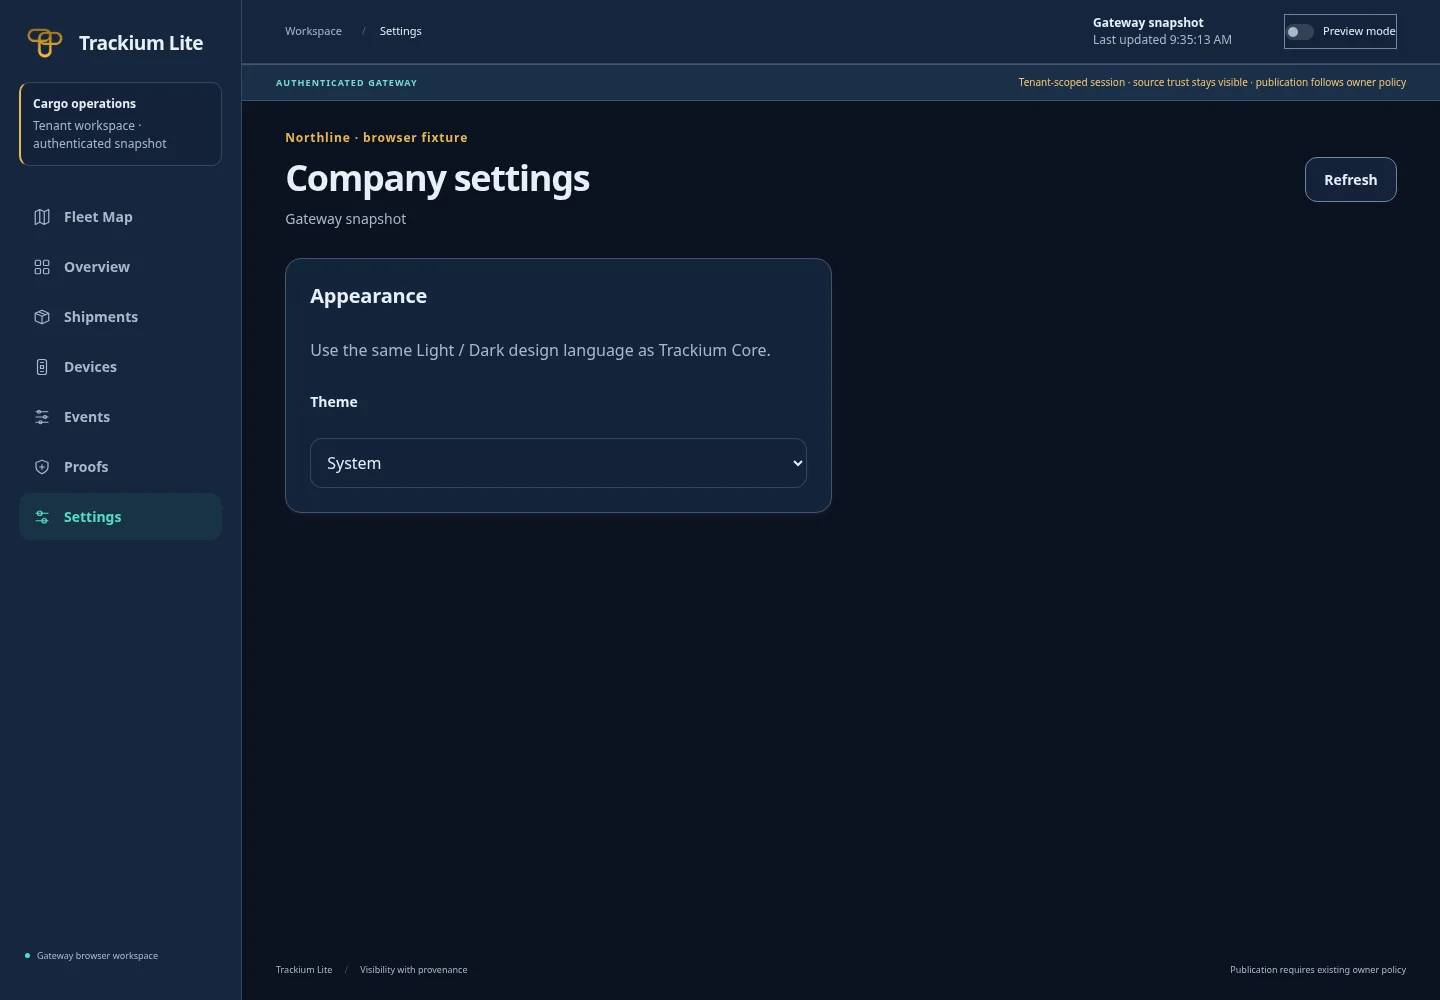 Trackium Lite
Cargo operations
Tenant workspace ·
authenticated snapshot
Fleet Map
Overview
Shipments
Devices
Events
Proofs
Settings
Gateway browser workspace
Workspace / Settings
Gateway snapshot
Last updated 9:35:13 AM
Preview mode
AUTHENTICATED GATEWAY
Tenant-scoped session · source trust stays visible · publication follows owner policy
Northline · browser fixture
Company settings
Gateway snapshot
Refresh
Appearance
Use the same Light / Dark design language as Trackium Core.
Theme
System
Trackium Lite / Visibility with provenance
Publication requires existing owner policy